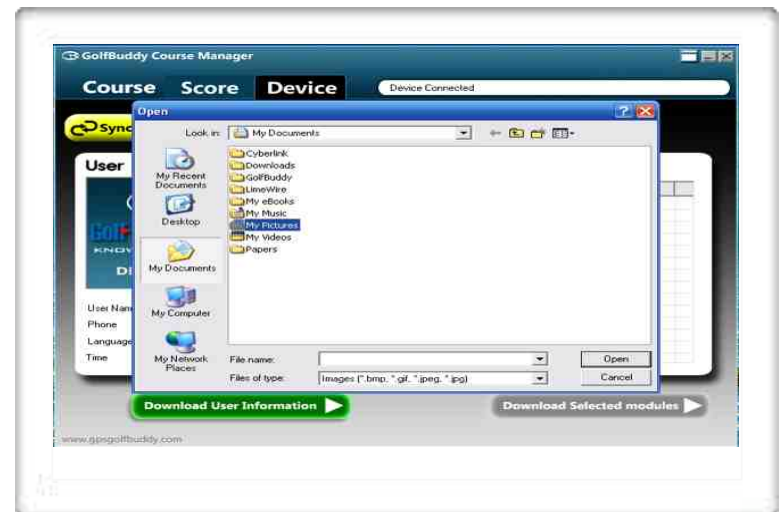 GolfBuddy Course Manager
Course Score Device
Device Connected
Open
Sync
Look in:
My Documents
User
My Recent
Documents
Desktop
My Documents
My Computer
My Network
Places
Cyberlink
Downloads
GolfBuddy
LimeWire
My eBooks
My Music
My Pictures
My Videos
Papers
User Nam
Phone
Language
Time
File name:
Open
Files of type:
Images (*.bmp, *.gif, *.jpeg, *.jpg)
Cancel
Download User Information
Download Selected modules
www.gpsgolfbuddy.com